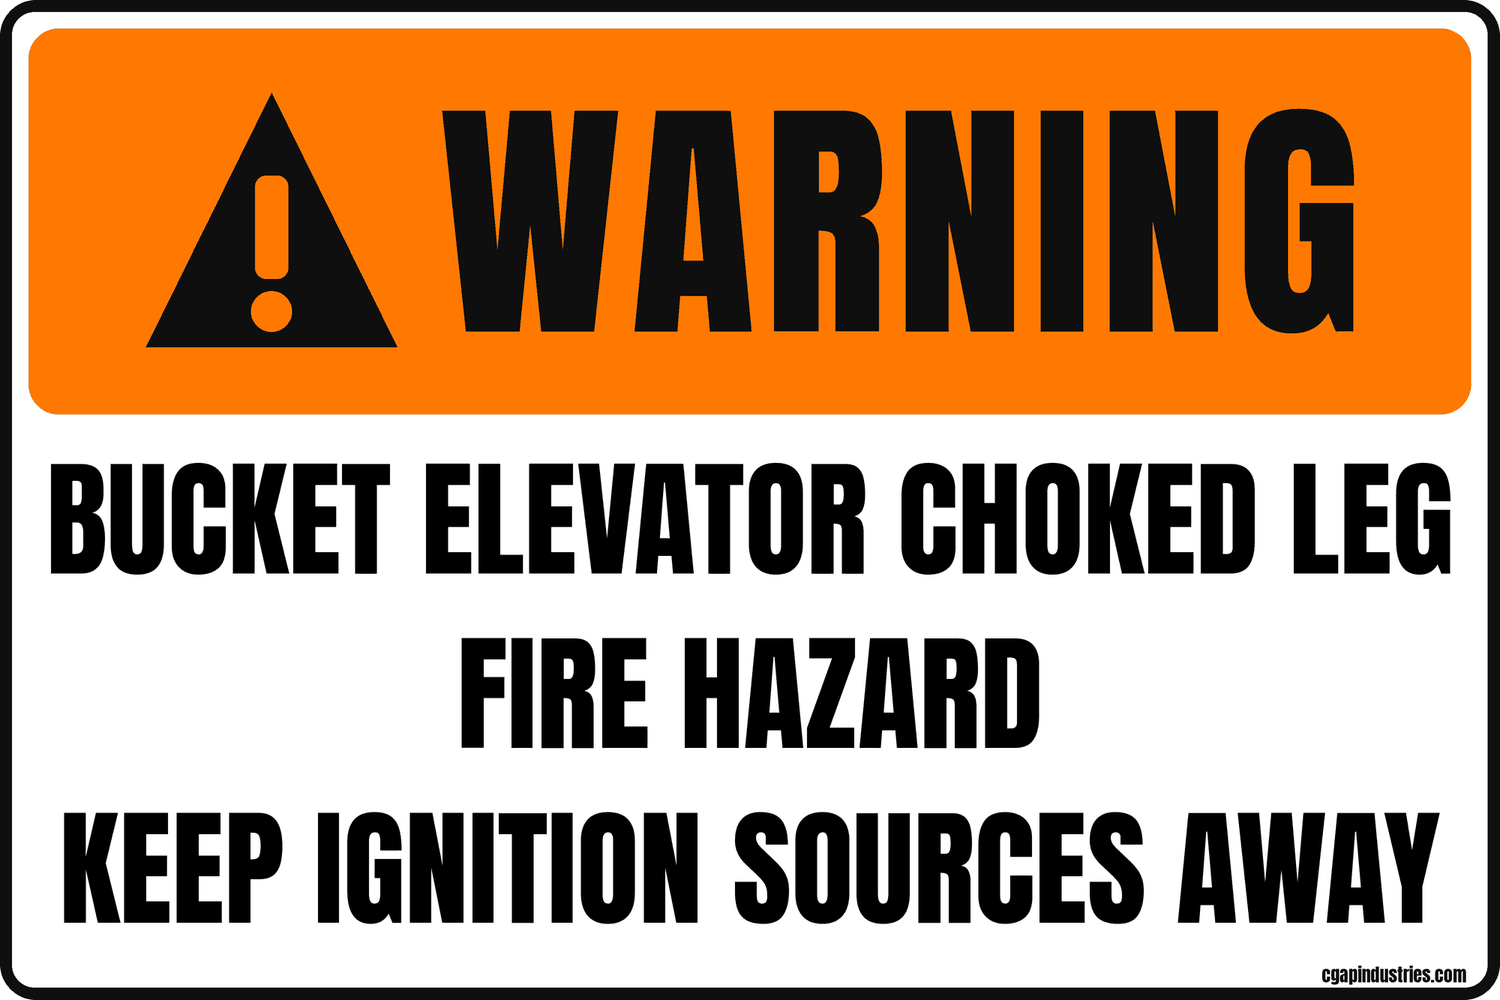 WARNING
BUCKET ELEVATOR CHOKED LEG
FIRE HAZARD
KEEP IGNITION SOURCES AWAY
cgapindustries.com